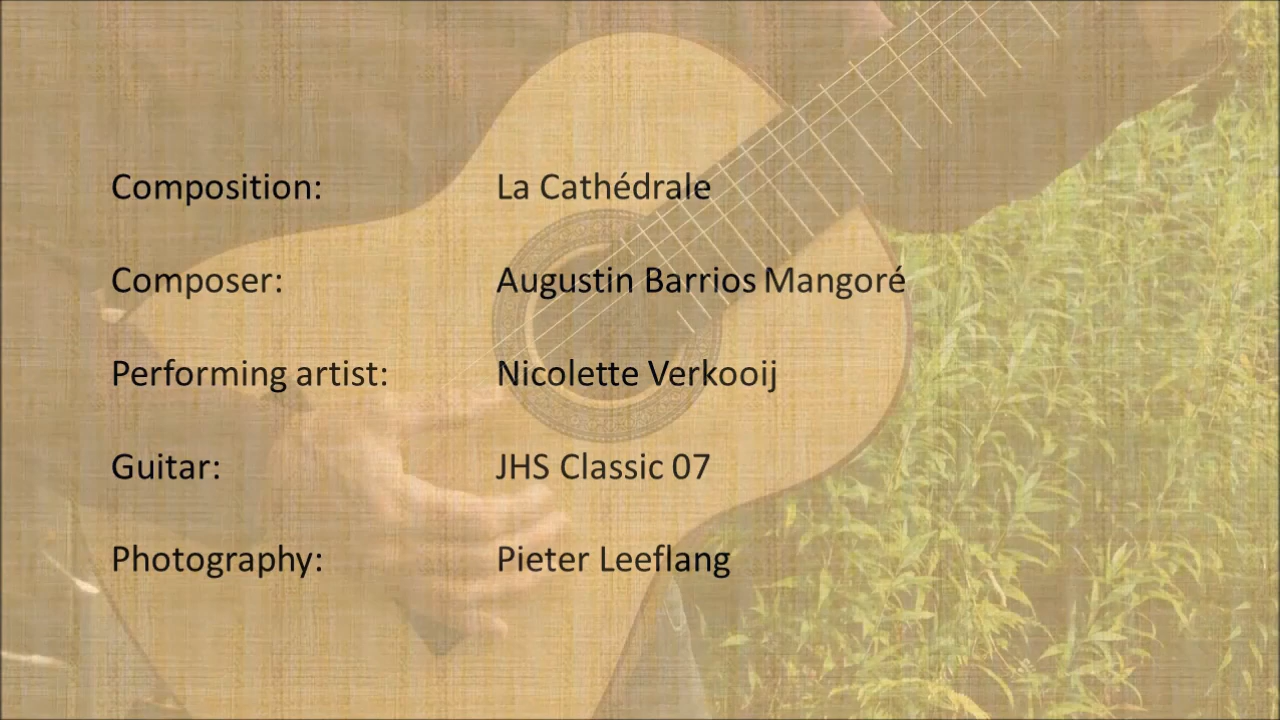 Composition: La Cathédrale
Composer: Augustin Barrios Mangoré
Performing artist: Nicolette Verkooij
Guitar: JHS Classic 07
Photography: Pieter Leeflang